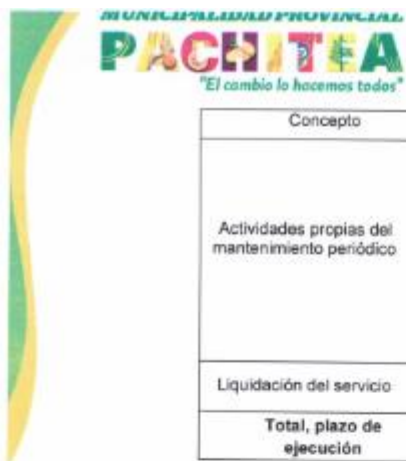 MUNICIPALIDAD PROVINCIAL
PACHITEA
"El cambio lo hacemos todos"
Concepto
Actividades propias del
mantenimiento periódico
Liquidación del servicio
Total, plazo de
ejecución